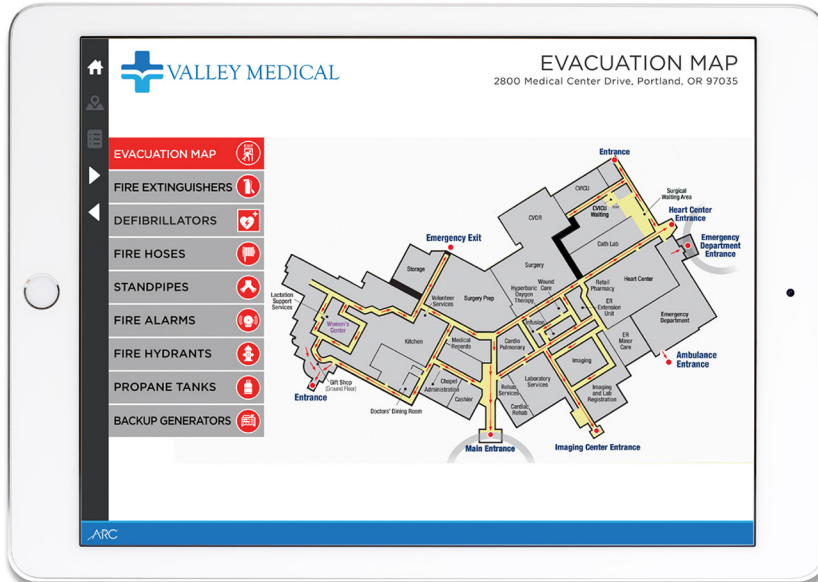 VALLEY MEDICAL
EVACUATION MAP
2800 Medical Center Drive, Portland, OR 97035
EVACUATION MAP
EXIT
FIRE EXTINGUISHERS
DEFIBRILLATORS
FIRE HOSES
STANDPIPES
FIRE ALARMS
FIRE HYDRANTS
PROPANE TANKS
BACKUP GENERATORS
Entrance
CVICU
CVICU
Waiting
Surgical
Waiting Area
Heart Center
Entrance
Emergency
Department
Entrance
CVOR
Cath Lab
Emergency Exit
Storage
Surgery
Heart Center
Lactation
Support
Services
Volunteer
Services
Surgery Prep
Hyperbaric
Oxygen
Therapy
Wound
Care
Retail
Pharmacy
ER
Extension
Unit
Emergency
Department
Women's
Center
Kitchen
Medical
Records
Cardio
Pulmonary
Infusion
ER
Minor
Care
Imaging
Ambulance
Entrance
Gift Shop
(Ground Floor)
Entrance
Doctors' Dining Room
Chapel
Administration
Cashier
Rehab
Services
Laboratory
Services
Cardiac
Rehab
Imaging
and Lab
Registration
Main Entrance
Imaging Center Entrance
ARC